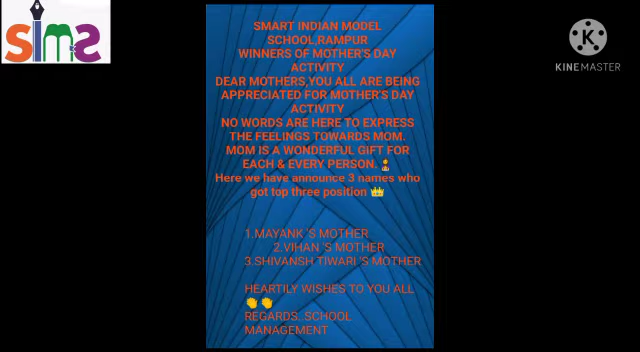 sims
KINEMASTER
SMART INDIAN MODEL
SCHOOL,RAMPUR
WINNERS OF MOTHER'S DAY
ACTIVITY
DEAR MOTHERS,YOU ALL ARE BEING
APPRECIATED FOR MOTHER'S DAY
ACTIVITY
NO WORDS ARE HERE TO EXPRESS
THE FEELINGS TOWARDS MOM.
MOM IS A WONDERFUL GIFT FOR
EACH & EVERY PERSON.
Here we have announce 3 names who
got top three position 👑
1.MAYANK 'S MOTHER
2.VIHAN 'S MOTHER
3.SHIVANSH TIWARI 'S MOTHER
HEARTILY WISHES TO YOU ALL
👏👏
REGARDS..SCHOOL
MANAGEMENT